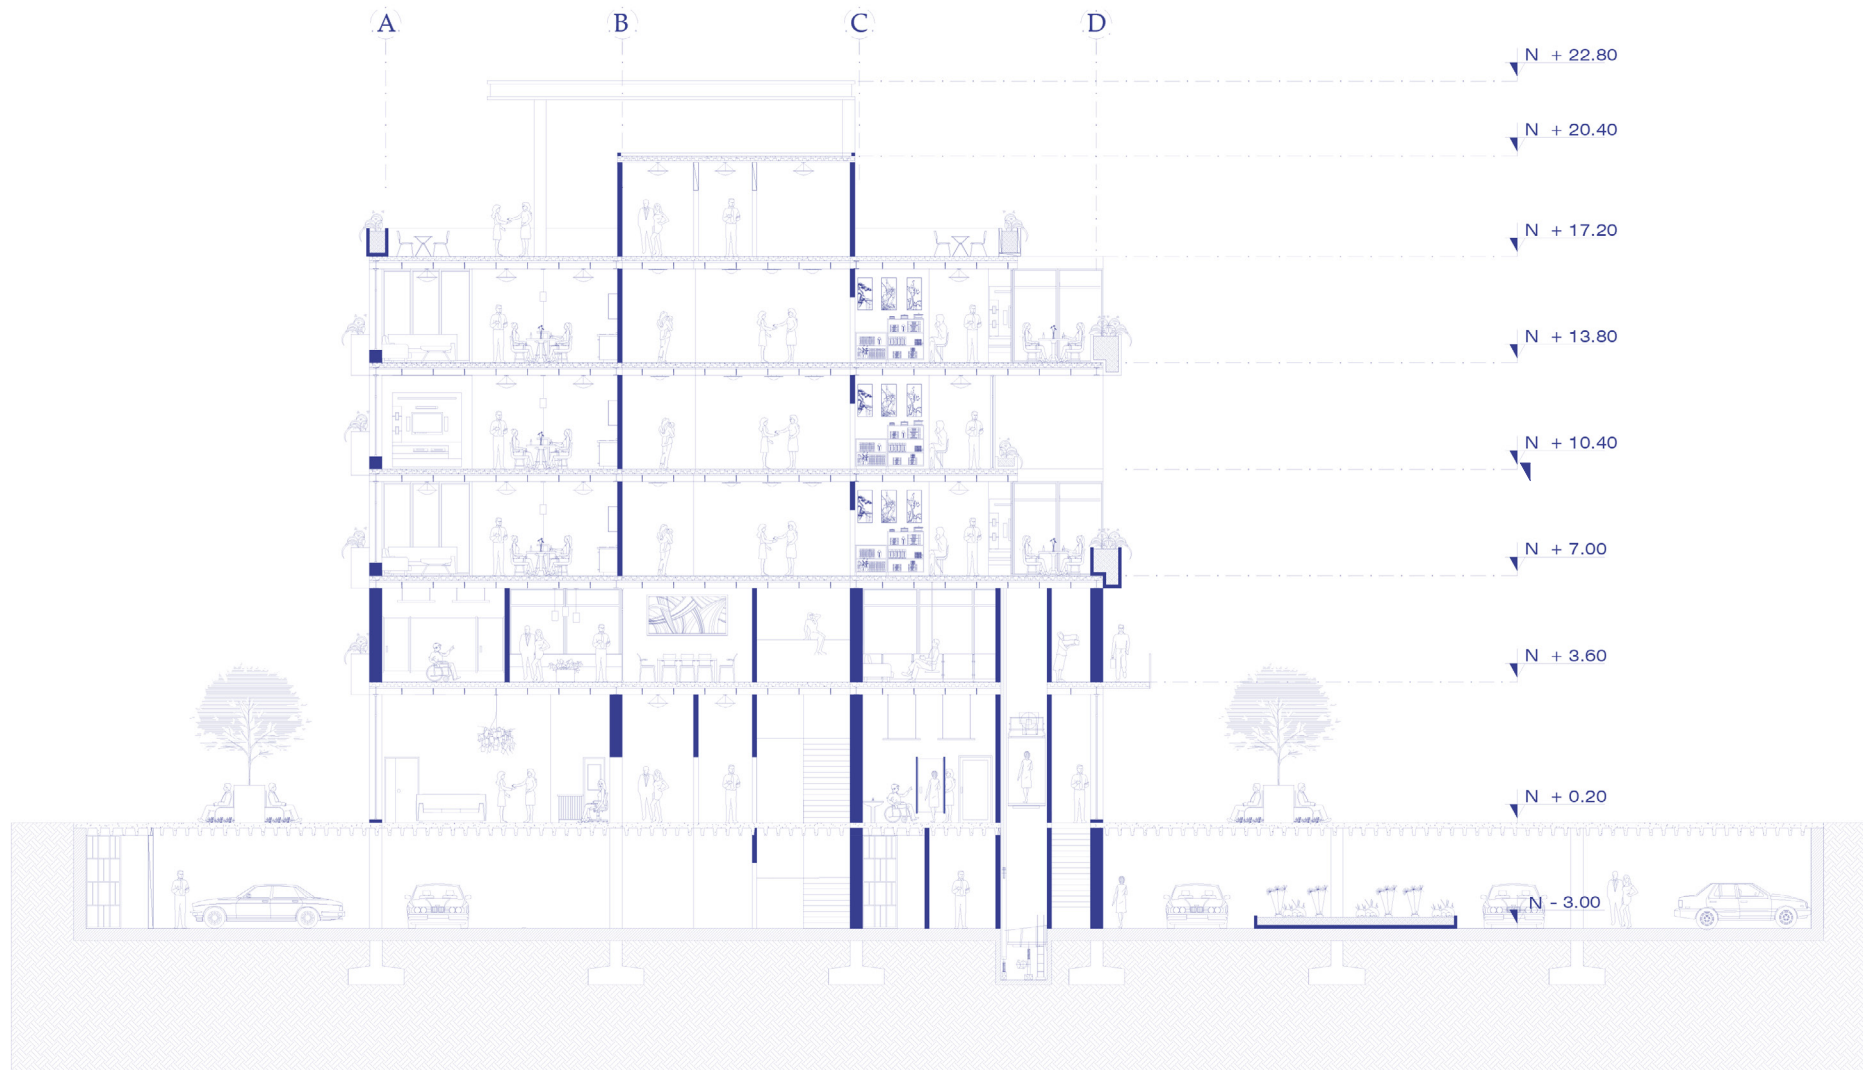 A B C D
N + 22.80
N + 20.40
N + 17.20
N + 13.80
N + 10.40
N + 7.00
N + 3.60
N + 0.20
N - 3.00